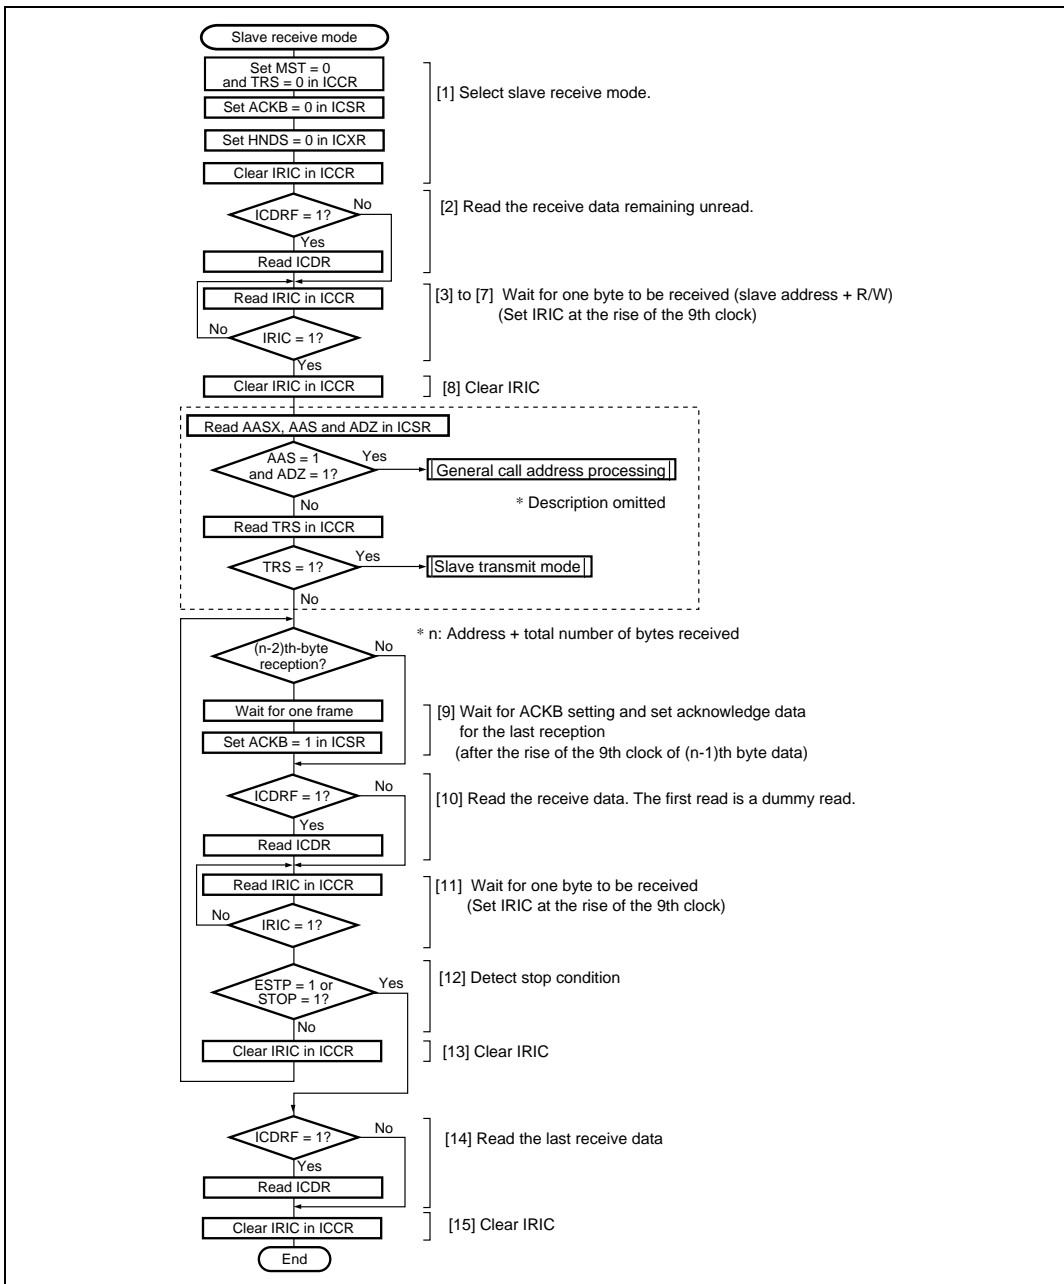 Slave receive mode
Set MST = 0
and TRS = 0 in ICCR
[1] Select slave receive mode.
Set ACKB = 0 in ICSR
Set HNDS = 0 in ICXR
Clear IRIC in ICCR
ICDRF = 1?
No
[2] Read the receive data remaining unread.
Yes
Read ICDR
Read IRIC in ICCR
[3] to [7] Wait for one byte to be received (slave address + R/W)
(Set IRIC at the rise of the 9th clock)
No
IRIC = 1?
Yes
Clear IRIC in ICCR
[8] Clear IRIC
Read AASX, AAS and ADZ in ICSR
AAS = 1
and ADZ = 1?
Yes
General call address processing
No
* Description omitted
Read TRS in ICCR
TRS = 1?
Yes
Slave transmit mode
No
* n: Address + total number of bytes received
(n-2)th-byte
reception?
No
Wait for one frame
Set ACKB = 1 in ICSR
[9] Wait for ACKB setting and set acknowledge data
for the last reception
(after the rise of the 9th clock of (n-1)th byte data)
ICDRF = 1?
No
[10] Read the receive data. The first read is a dummy read.
Yes
Read ICDR
Read IRIC in ICCR
[11] Wait for one byte to be received
(Set IRIC at the rise of the 9th clock)
No
IRIC = 1?
ESTP = 1 or
STOP = 1?
Yes
[12] Detect stop condition
No
Clear IRIC in ICCR
[13] Clear IRIC
ICDRF = 1?
No
[14] Read the last receive data
Yes
Read ICDR
Clear IRIC in ICCR
[15] Clear IRIC
End